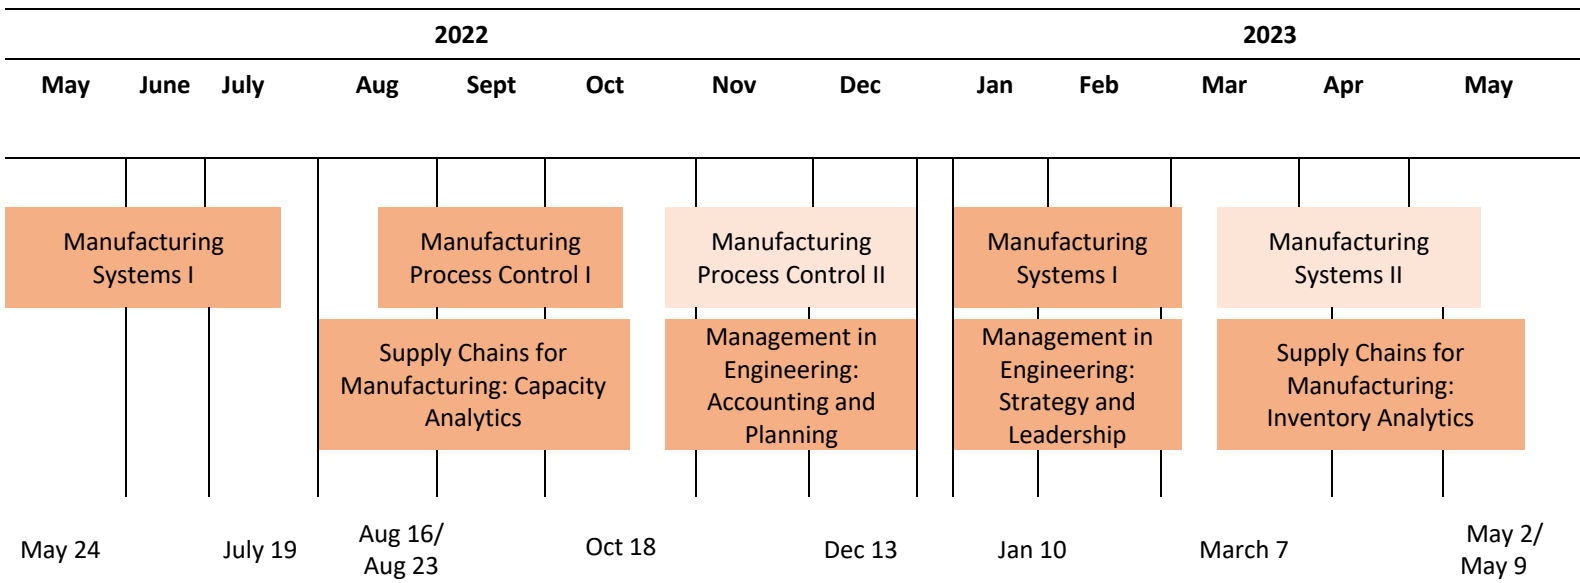 2022 2023
May June July Aug Sept Oct Nov Dec Jan Feb Mar Apr May
Manufacturing
Systems I
Manufacturing
Process Control I
Manufacturing
Process Control II
Manufacturing
Systems I
Manufacturing
Systems II
Supply Chains for
Manufacturing: Capacity
Analytics
Management in
Engineering:
Accounting and
Planning
Management in
Engineering:
Strategy and
Leadership
Supply Chains for
Manufacturing:
Inventory Analytics
May 24
July 19
Aug 16/
Aug 23
Oct 18
Dec 13
Jan 10
March 7
May 2/
May 9